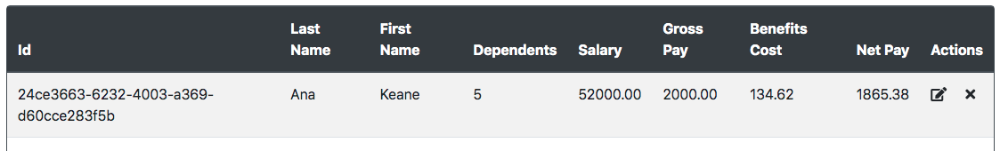 Id Last Name First Name Dependents Salary Gross Pay Benefits Cost Net Pay Actions
24ce3663-6232-4003-a369- Ana Keane 5 52000.00 2000.00 134.62 1865.38
d60cce283f5b